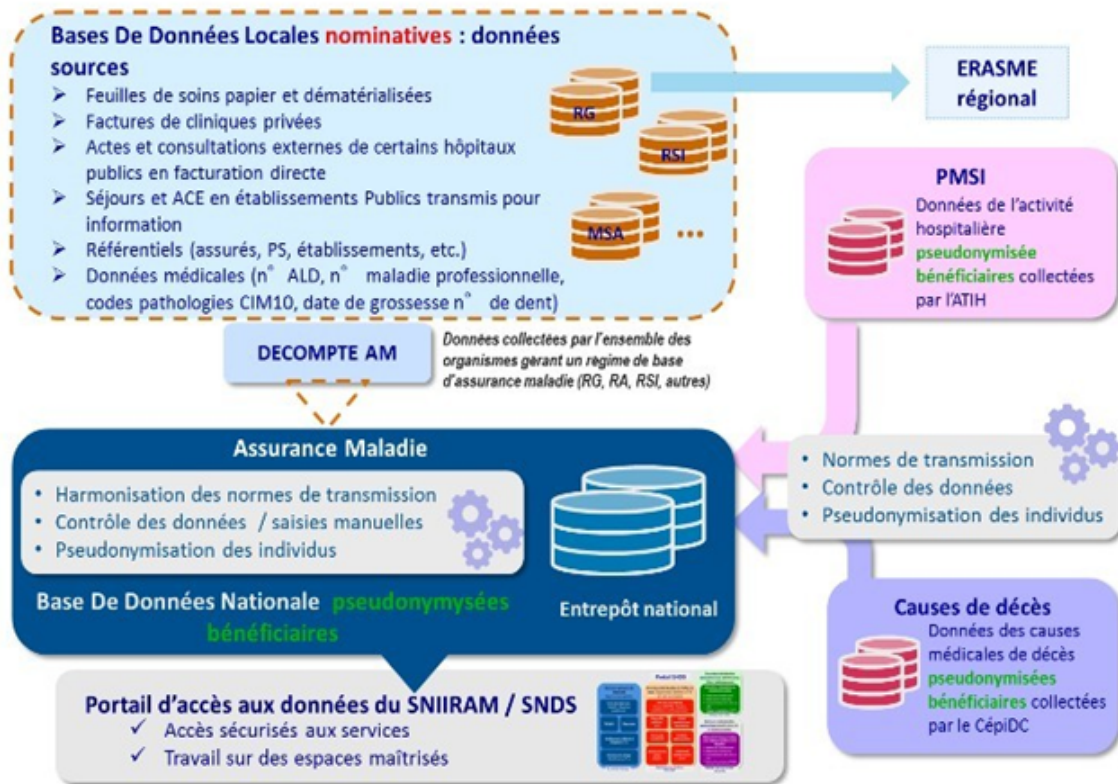 Bases De Données Locales nominatives : données
sources
➢ Feuilles de soins papier et dématérialisées
➢ Factures de cliniques privées
➢ Actes et consultations externes de certains hôpitaux
publics en facturation directe
➢ Séjours et ACE en établissements Publics transmis pour
information
➢ Référentiels (assurés, PS, établissements, etc.)
➢ Données médicales (n° ALD, n° maladie professionnelle,
codes pathologies CIM10, date de grossesse n° de dent)
RG
RSI
MSA
...
ERASME
régional
PMSI
Données de l'activité
hospitalière
pseudonymisée
bénéficiaires collectées
par l'ATIH
DECOMPTE AM
Données collectées par l'ensemble des
organismes gérant un régime de base
d'assurance maladie (RG, RA, RSI, autres)
Assurance Maladie
• Harmonisation des normes de transmission
• Contrôle des données / saisies manuelles
• Pseudonymisation des individus
Base De Données Nationale pseudonymysées
bénéficiaires
Entrepôt national
• Normes de transmission
• Contrôle des données
• Pseudonymisation des individus
Causes de décès
Données des causes
médicales de décès
pseudonymisées
bénéficiaires collectées
par le CépiDC
Portail d'accès aux données du SNIIRAM / SNDS
✓ Accès sécurisés aux services
✓ Travail sur des espaces maîtrisés
Portail SNDS